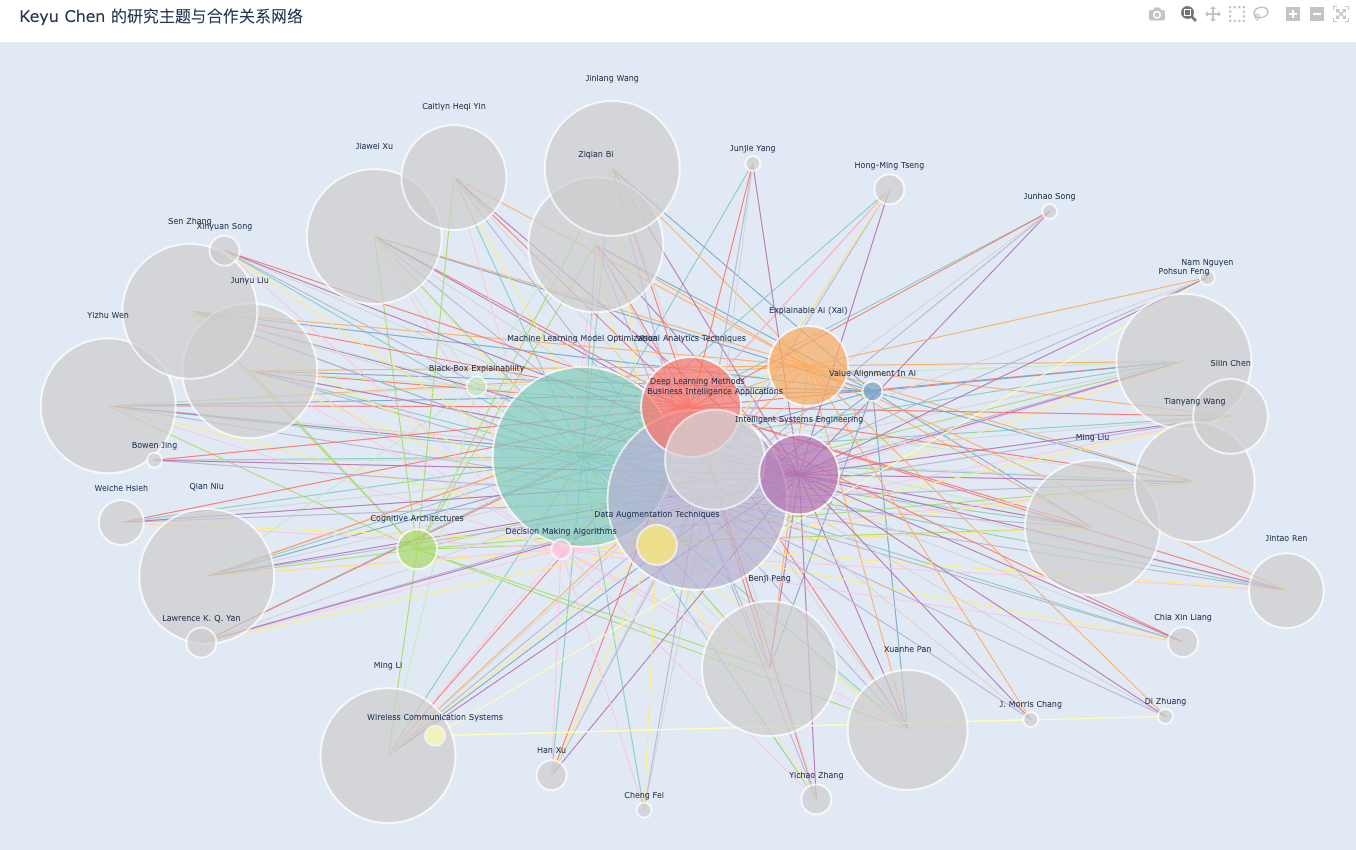 Keyu Chen 的研究主题与合作关系网络
Jinlang Wang
Caitlyn Heqi Yin
Jiawei Xu
Ziqian Bi
Junjie Yang
Hong-Ming Tseng
Junhao Song
Sen Zhang
Xinyuan Song
Nam Nguyen
Pohsun Feng
Junyu Liu
Yizhu Wen
Explainable Ai (Xai)
Machine Learning Model Optimization
Visual Analytics Techniques
Black-Box Explainability
Value Alignment In Ai
Silin Chen
Deep Learning Methods
Business Intelligence Applications
Tianyang Wang
Intelligent Systems Engineering
Ming Liu
Bowen Jing
Weiche Hsieh
Qian Niu
Cognitive Architectures
Data Augmentation Techniques
Decision Making Algorithms
Jintao Ren
Benji Peng
Lawrence K. Q. Yan
Chia Xin Liang
Xuanhe Pan
Ming Li
J. Morris Chang
Di Zhuang
Wireless Communication Systems
Han Xu
Yichao Zhang
Cheng Fei